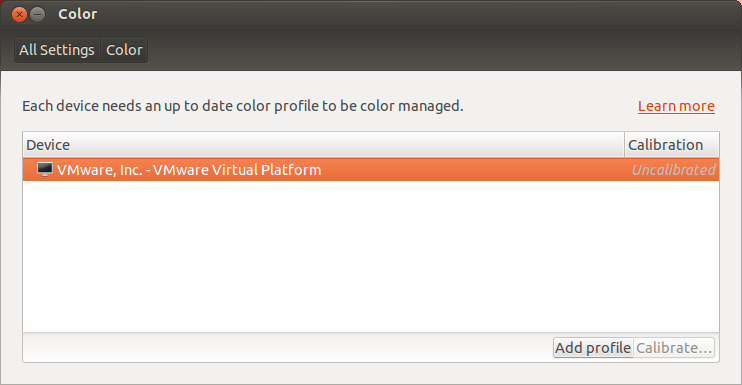 Color
All Settings Color
Each device needs an up to date color profile to be color managed. Learn more
Device Calibration
VMware, Inc. - VMware Virtual Platform Uncalibrated
Add profile Calibrate...